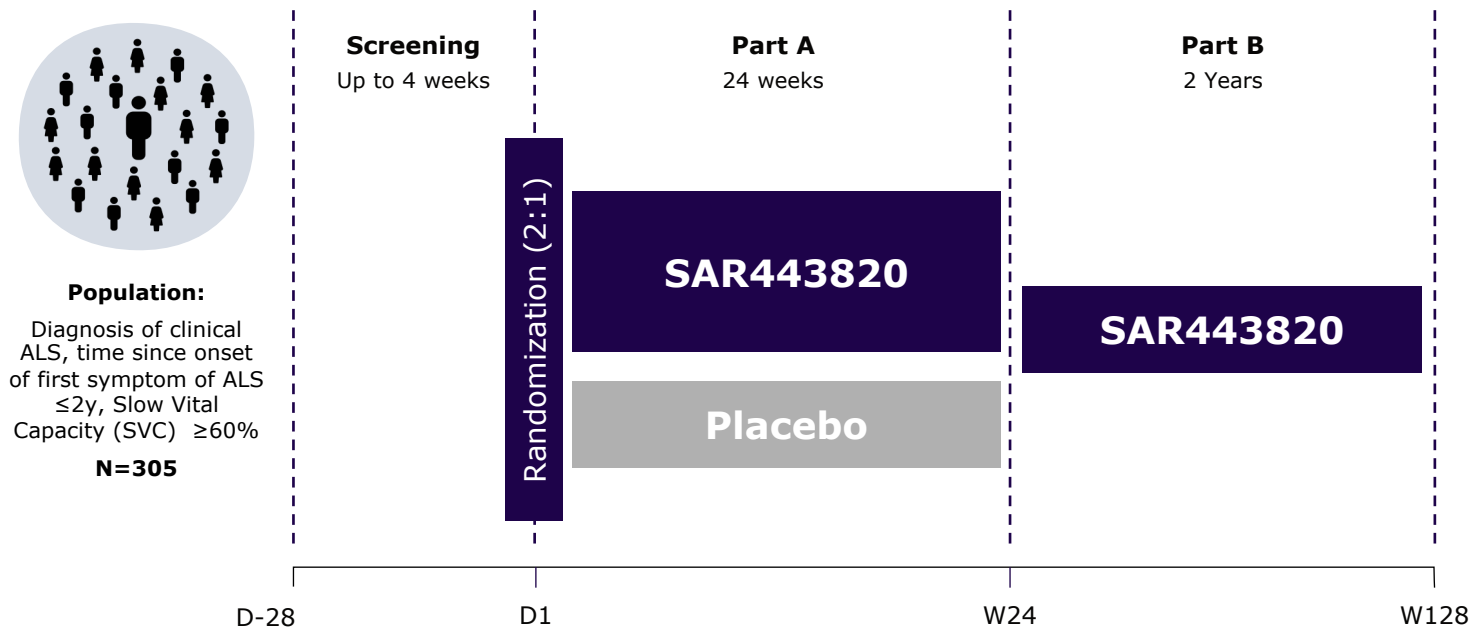 Screening
Up to 4 weeks
Part A
24 weeks
Part B
2 Years
Population:
Diagnosis of clinical
ALS, time since onset
of first symptom of ALS
≤2y, Slow Vital
Capacity (SVC) ≥60%
N=305
Randomization (2:1)
SAR443820
Placebo
SAR443820
D-28
D1
W24
W128